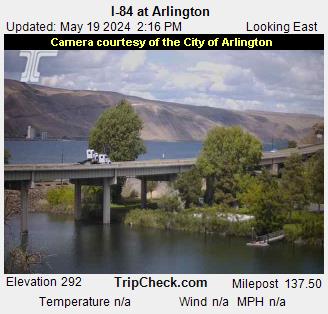 I-84 at Arlington
Updated: May 19 2024 2:16 PM Looking East
Camera courtesy of the City of Arlington
Elevation 292 TripCheck.com Milepost 137.50
Temperature n/a Wind n/a MPH n/a